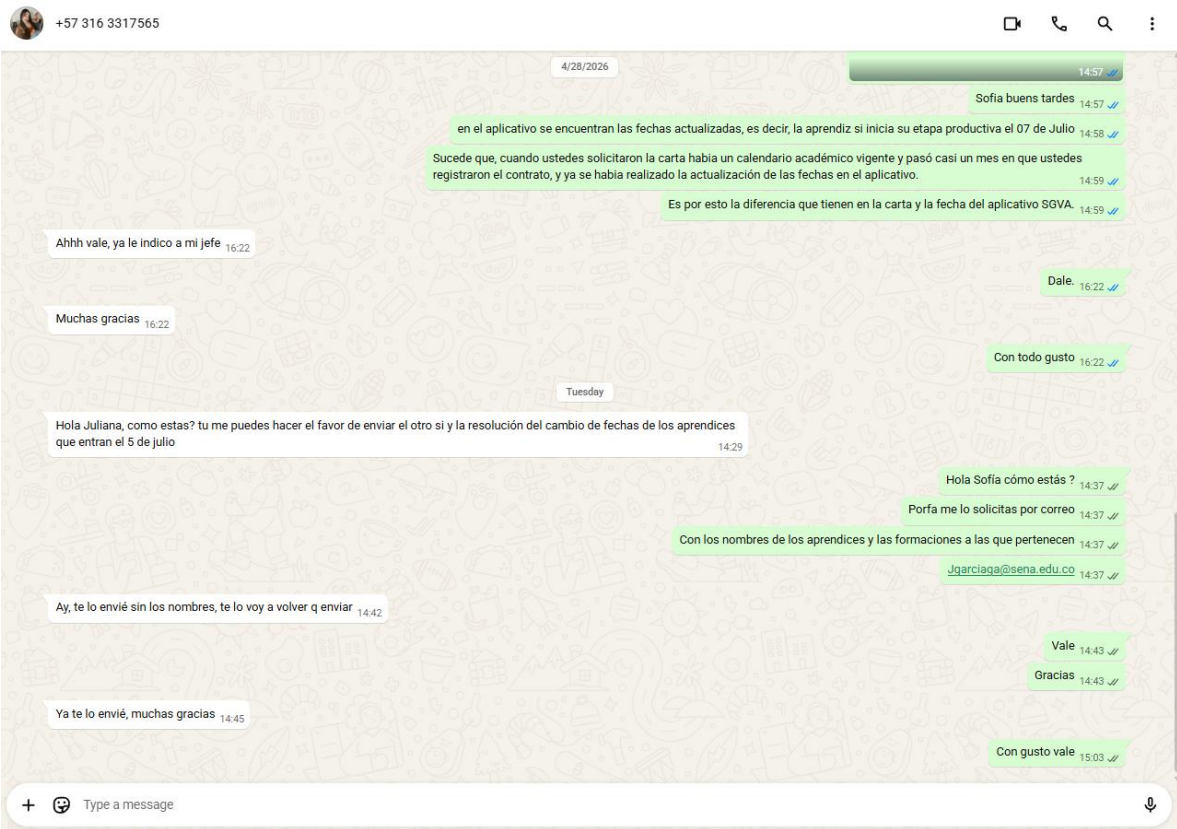 +57 316 3317565
4/28/2026
14:57
Sofia buens tardes 14:57
en el aplicativo se encuentran las fechas actualizadas, es decir, la aprendiz si inicia su etapa productiva el 07 de Julio 14:58
Sucede que, cuando ustedes solicitaron la carta habia un calendario académico vigente y pasó casi un mes en que ustedes
registraron el contrato, y ya se habia realizado la actualización de las fechas en el aplicativo. 14:59
Es por esto la diferencia que tienen en la carta y la fecha del aplicativo SGVA. 14:59
Ahhh vale, ya le indico a mi jefe 16:22
Dale. 16:22
Muchas gracias 16:22
Con todo gusto 16:22
Tuesday
Hola Juliana, como estas? tu me puedes hacer el favor de enviar el otro si y la resolución del cambio de fechas de los aprendices
que entran el 5 de julio 14:29
Hola Sofía cómo estás ? 14:37
Porfa me lo solicitas por correo 14:37
Con los nombres de los aprendices y las formaciones a las que pertenecen 14:37
Jgarciaga@sena.edu.co 14:37
Ay, te lo envié sin los nombres, te lo voy a volver q enviar 14:42
Vale 14:43
Gracias 14:43
Ya te lo envié, muchas gracias 14:45
Con gusto vale 15:03
Type a message